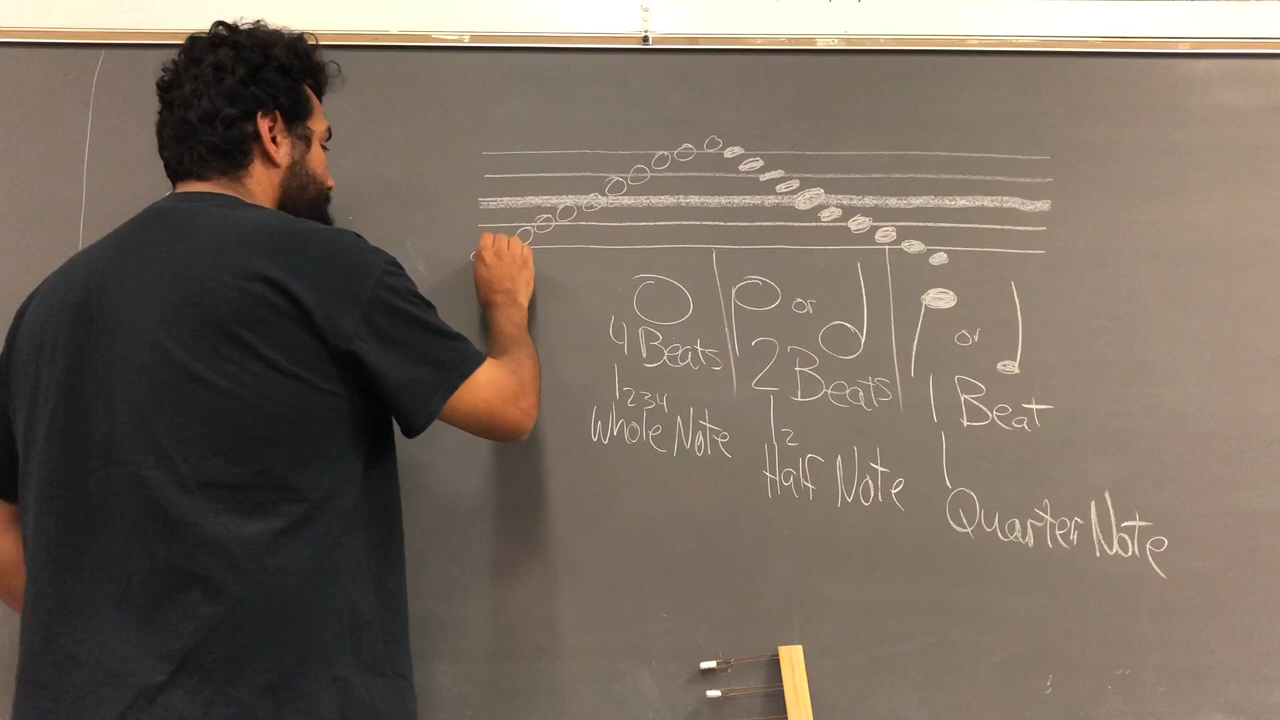 or
4 Beats
1 2 3 4
Whole Note
or
2 Beats
1 2
Half Note
or
1 Beat
1
Quarter Note